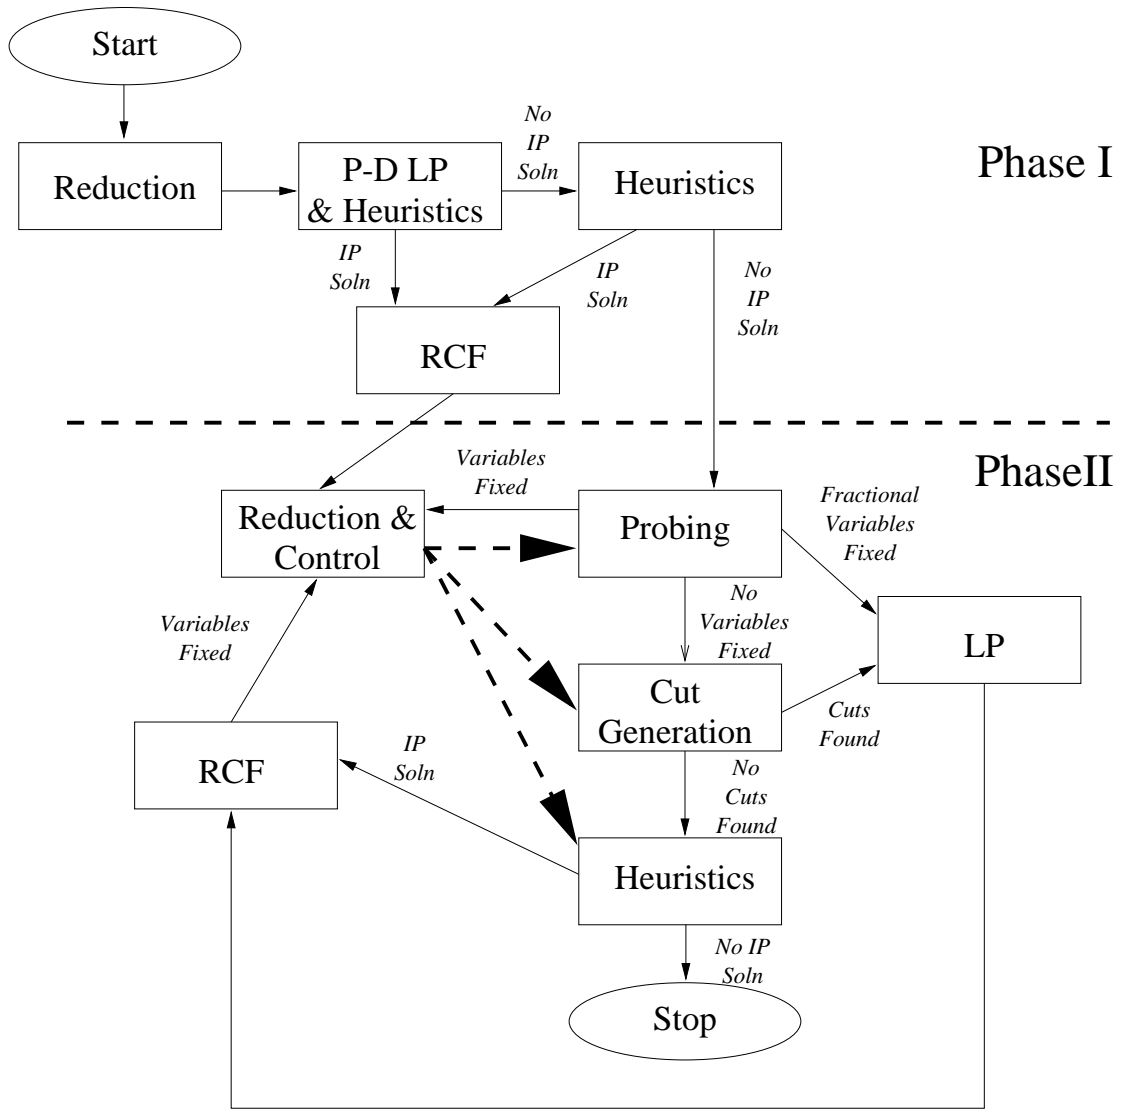 Start
No
IP
Soln
Reduction
P-D LP
& Heuristics
Heuristics
Phase I
IP
Soln
IP
Soln
No
IP
Soln
RCF
Variables
Fixed
PhaseII
Reduction &
Control
Probing
Fractional
Variables
Fixed
No
Variables
Fixed
Variables
Fixed
LP
Cut
Generation
Cuts
Found
RCF
IP
Soln
No
Cuts
Found
Heuristics
No IP
Soln
Stop